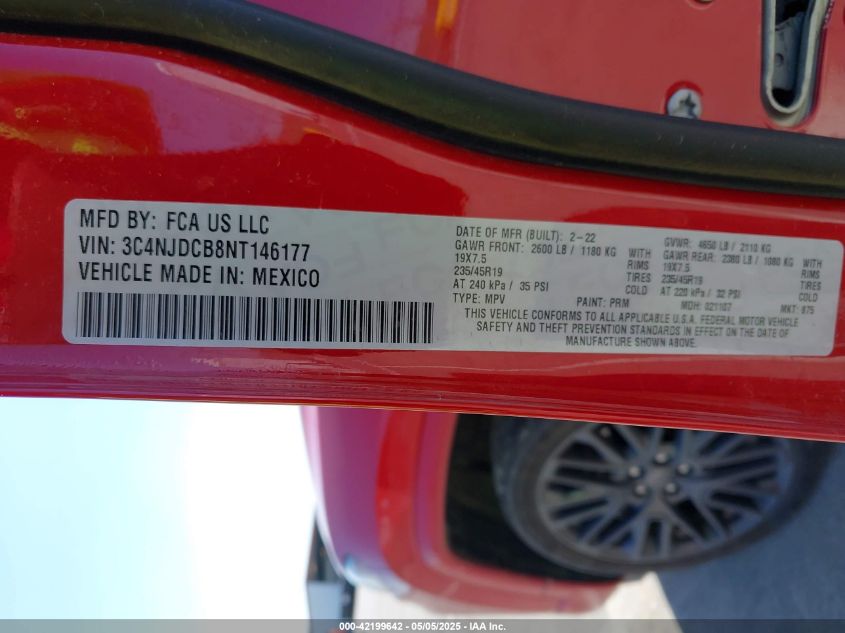 MFD BY: FCA US LLC
VIN: 3C4NJDCB8NT146177
VEHICLE MADE IN: MEXICO
DATE OF MFR (BUILT): 2-22 GVWR: 4650 LB / 2110 KG
GAWR FRONT: 2600 LB / 1180 KG WITH GAWR REAR: 2380 LB / 1080 KG WITH
19X7.5 RIMS 19X7.5 RIMS
235/45R19 TIRES 235/45R19 TIRES
AT 240 kPa / 35 PSI COLD AT 220 kPa / 32 PSI COLD
TYPE: MPV PAINT: PRM MDH: 021107 MKT: 875
THIS VEHICLE CONFORMS TO ALL APPLICABLE U.S.A. FEDERAL MOTOR VEHICLE
SAFETY AND THEFT PREVENTION STANDARDS IN EFFECT ON THE DATE OF
MANUFACTURE SHOWN ABOVE.
000-42199642 - 05/05/2025 - IAA Inc.